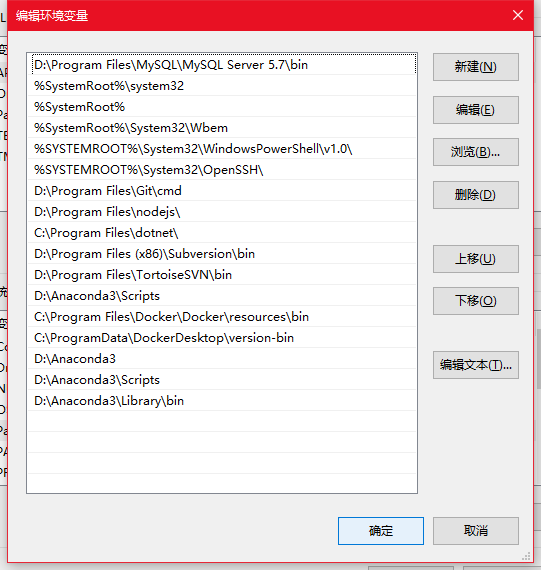 编辑环境变量
D:\Program Files\MySQL\MySQL Server 5.7\bin
%SystemRoot%\system32
%SystemRoot%
%SystemRoot%\System32\Wbem
%SYSTEMROOT%\System32\WindowsPowerShell\v1.0\
%SYSTEMROOT%\System32\OpenSSH\
D:\Program Files\Git\cmd
D:\Program Files\nodejs\
C:\Program Files\dotnet\
D:\Program Files (x86)\Subversion\bin
D:\Program Files\TortoiseSVN\bin
D:\Anaconda3\Scripts
C:\Program Files\Docker\Docker\resources\bin
C:\ProgramData\DockerDesktop\version-bin
D:\Anaconda3
D:\Anaconda3\Scripts
D:\Anaconda3\Library\bin
新建(N)
编辑(E)
浏览(B)...
删除(D)
上移(U)
下移(O)
编辑文本(T)...
确定
取消